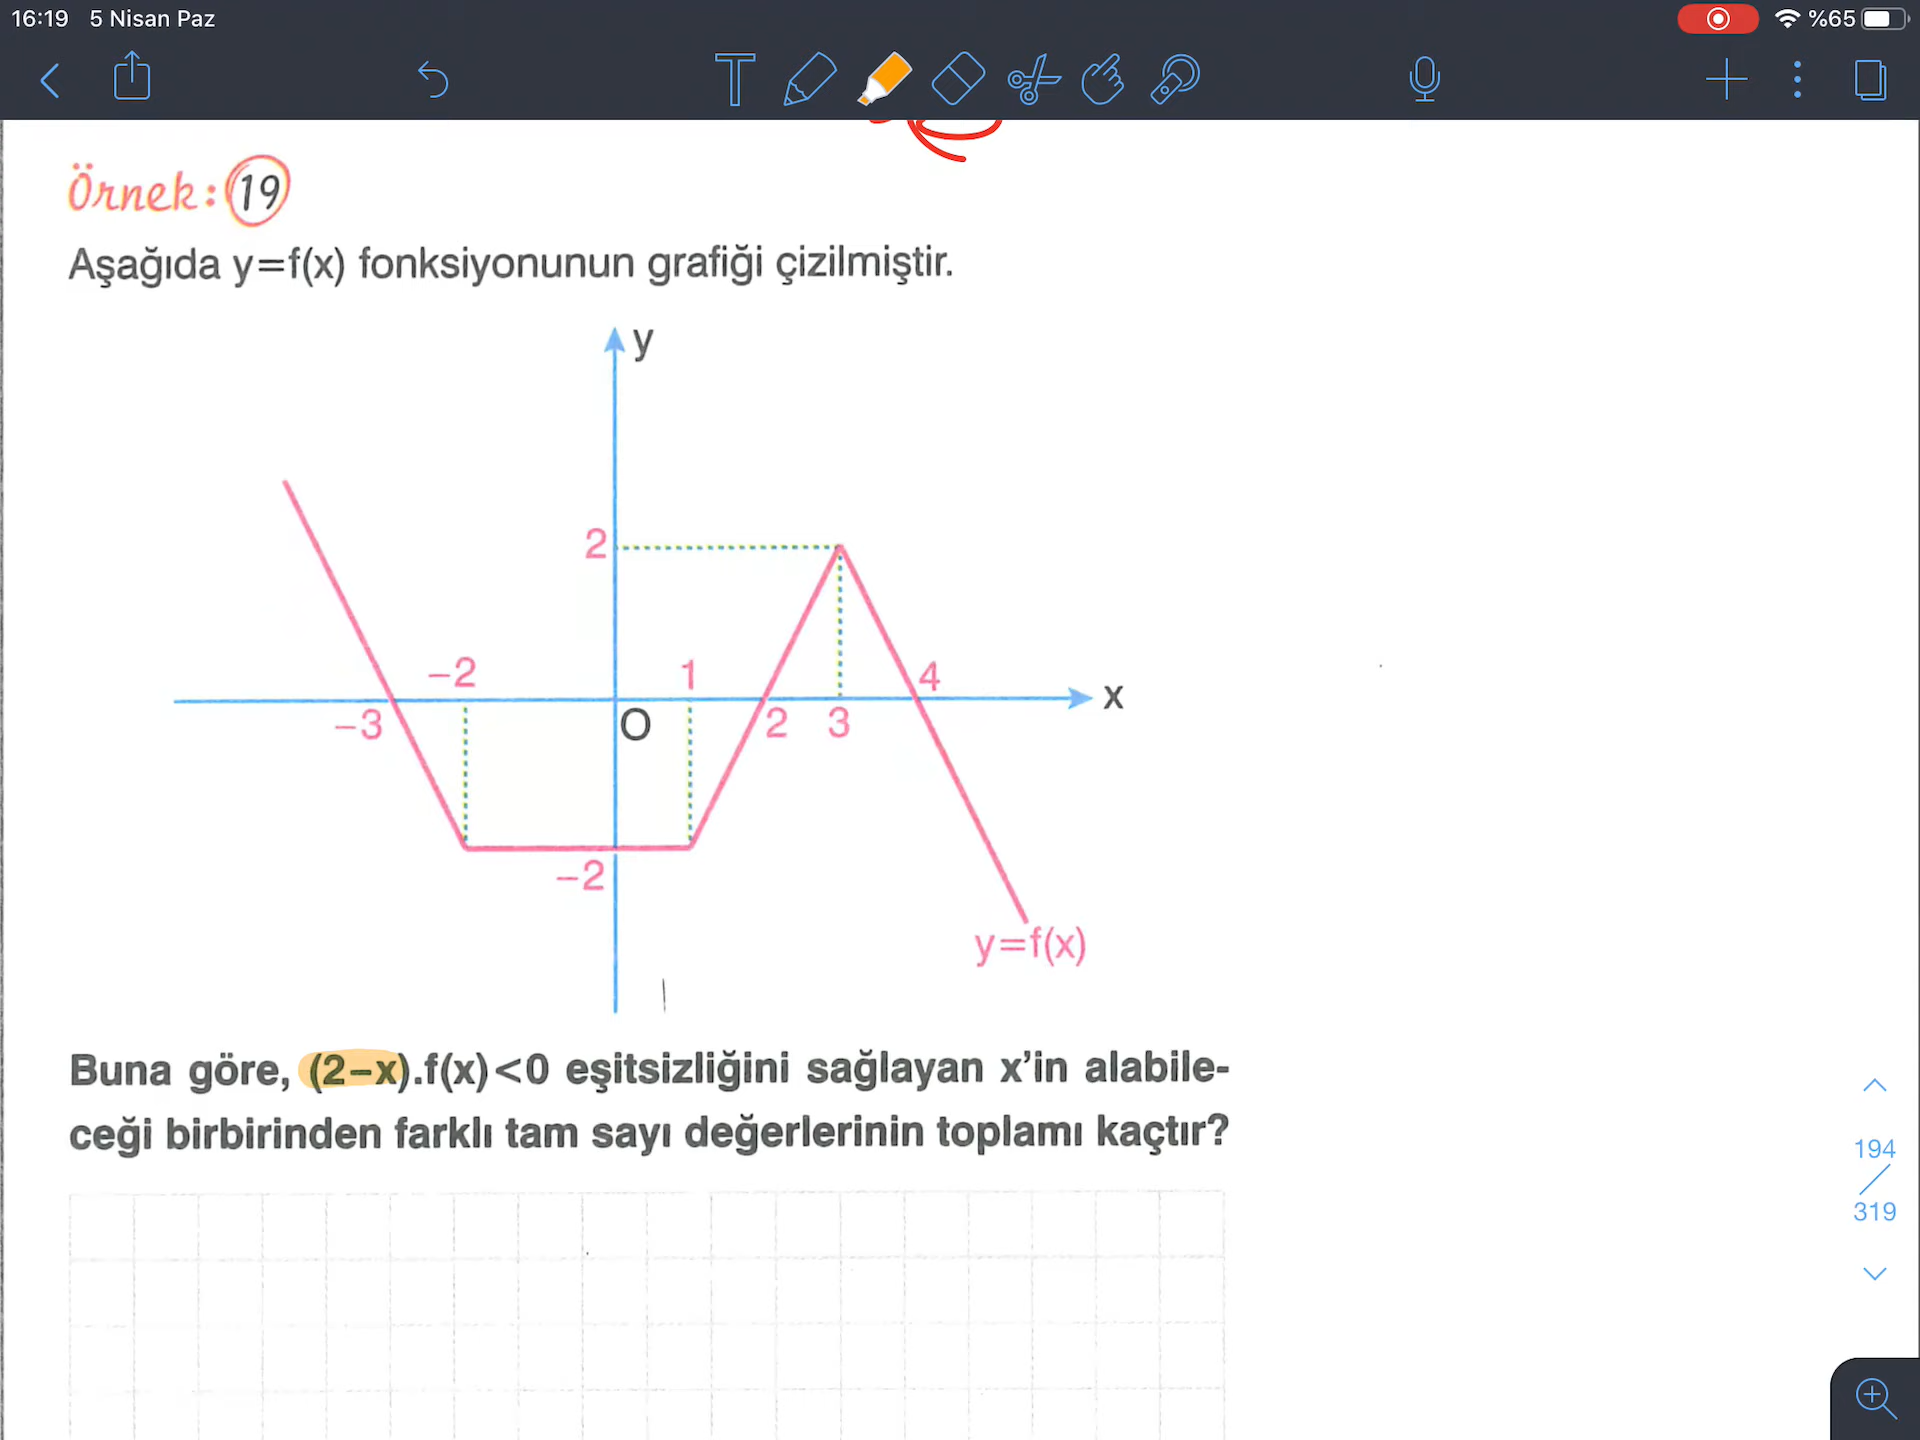 16:19 5 Nisan Paz
%65
T
Örnek: 19
Aşağıda y=f(x) fonksiyonunun grafiği çizilmiştir.
y
2
-2
1
4
x
-3
O
2
3
-2
y=f(x)
Buna göre, (2-x).f(x)<0 eşitsizliğini sağlayan x'in alabile-
ceği birbirinden farklı tam sayı değerlerinin toplamı kaçtır?
194
319